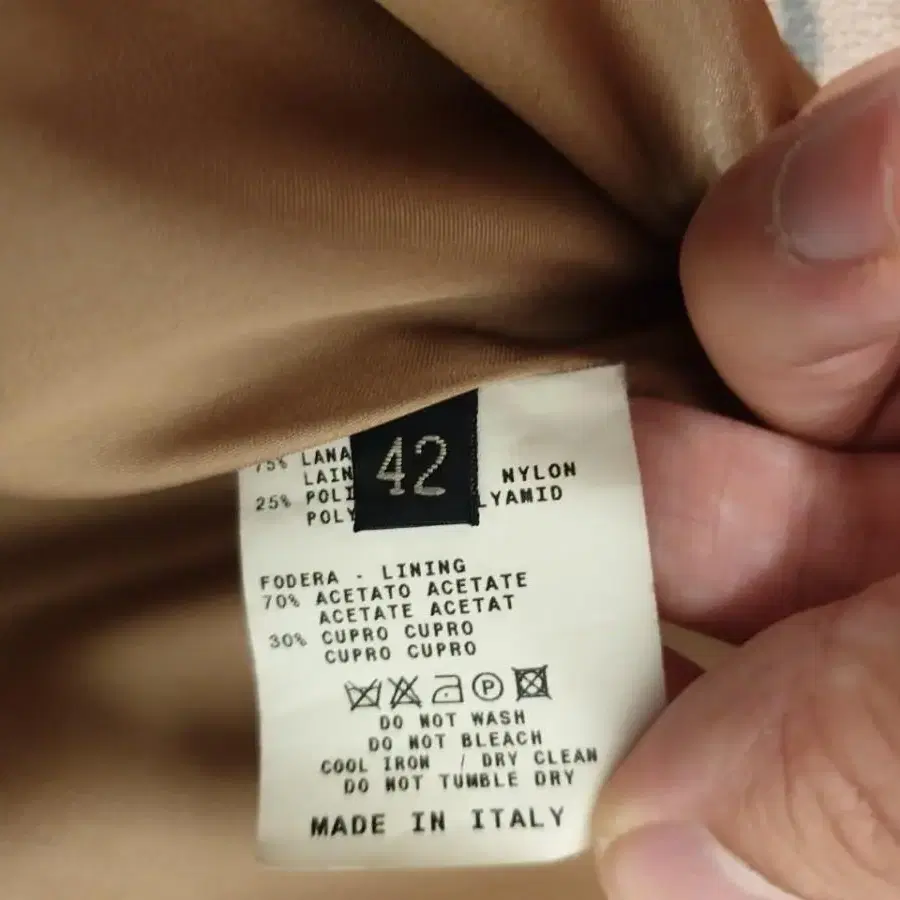 75% LANA
LAIN
42
NYLON
25% POLI
LYAMID
POLY
FODERA - LINING
70% ACETATO ACETATE
ACETATE ACETAT
30% CUPRO CUPRO
CUPRO CUPRO
P
DO NOT WASH
DO NOT BLEACH
COOL IRON / DRY CLEAN
DO NOT TUMBLE DRY
MADE IN ITALY